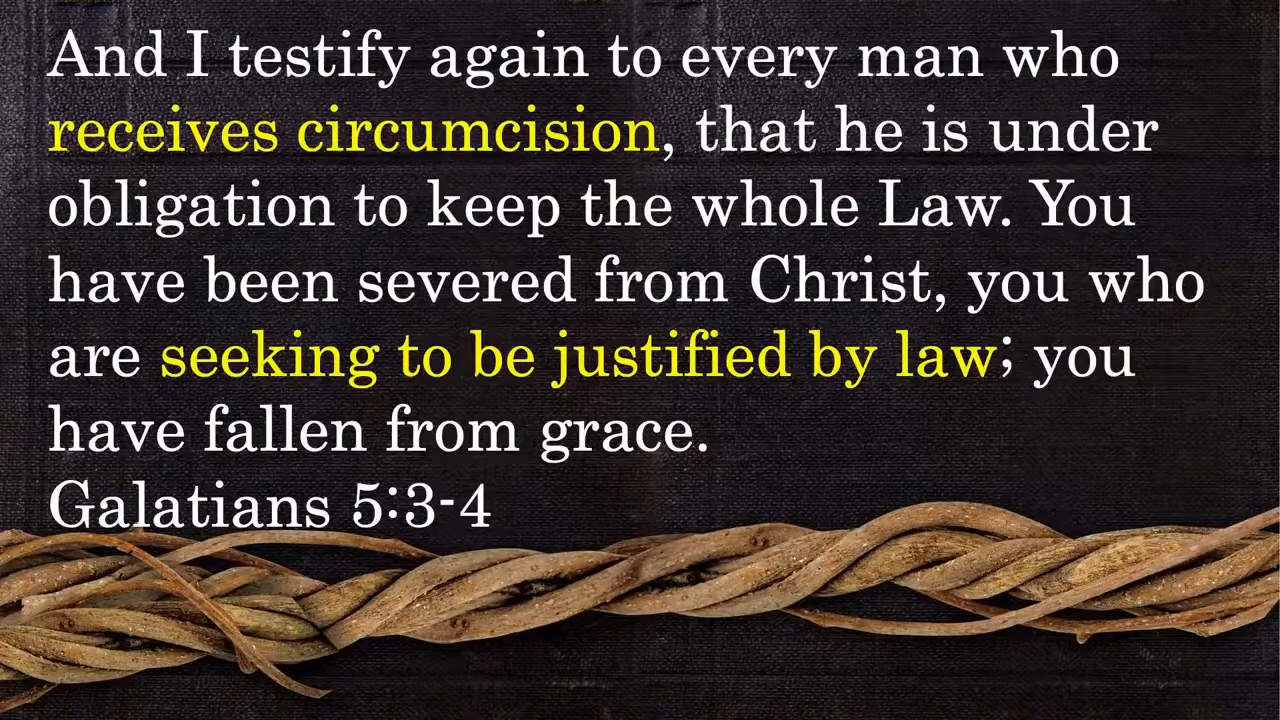 And I testify again to every man who
receives circumcision, that he is under
obligation to keep the whole Law. You
have been severed from Christ, you who
are seeking to be justified by law; you
have fallen from grace.
Galatians 5:3-4